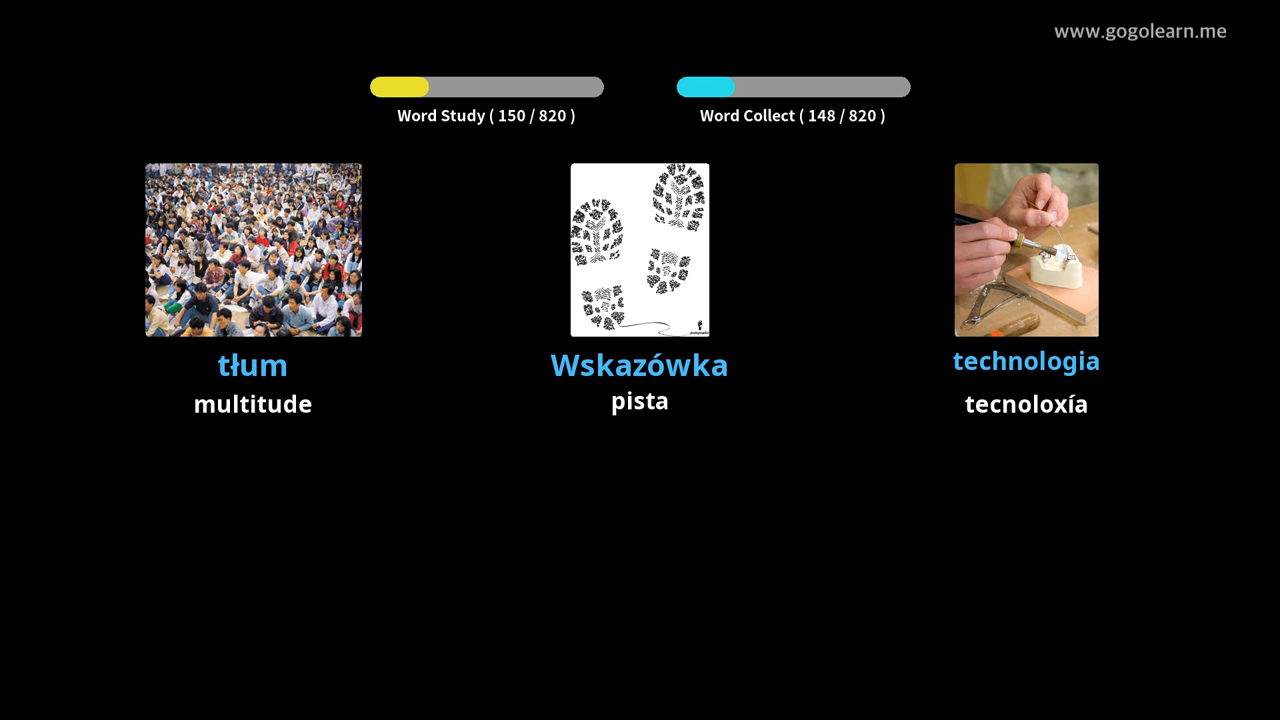 www.gogolearn.me
Word Study ( 150 / 820 )
Word Collect ( 148 / 820 )
tłum
Wskazówka
technologia
multitude
pista
tecnoloxía